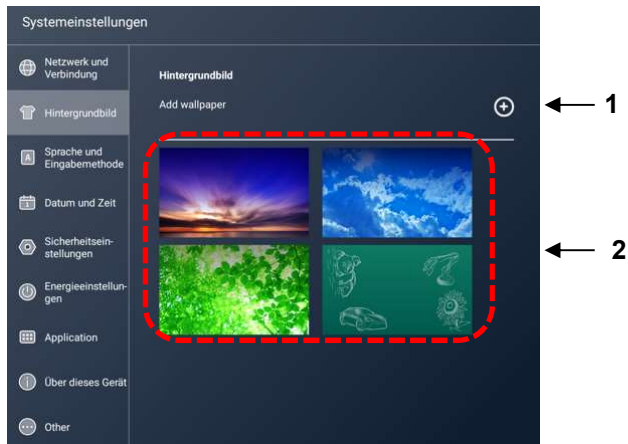 Systemeinstellungen
Netzwerk und
Verbindung
Hintergrundbild
Sprache und
Eingabemethode
Datum und Zeit
Sicherheitsein-
stellungen
Energieeinstellun-
gen
Application
Über dieses Gerät
Other
Hintergrundbild
Add wallpaper
1
2